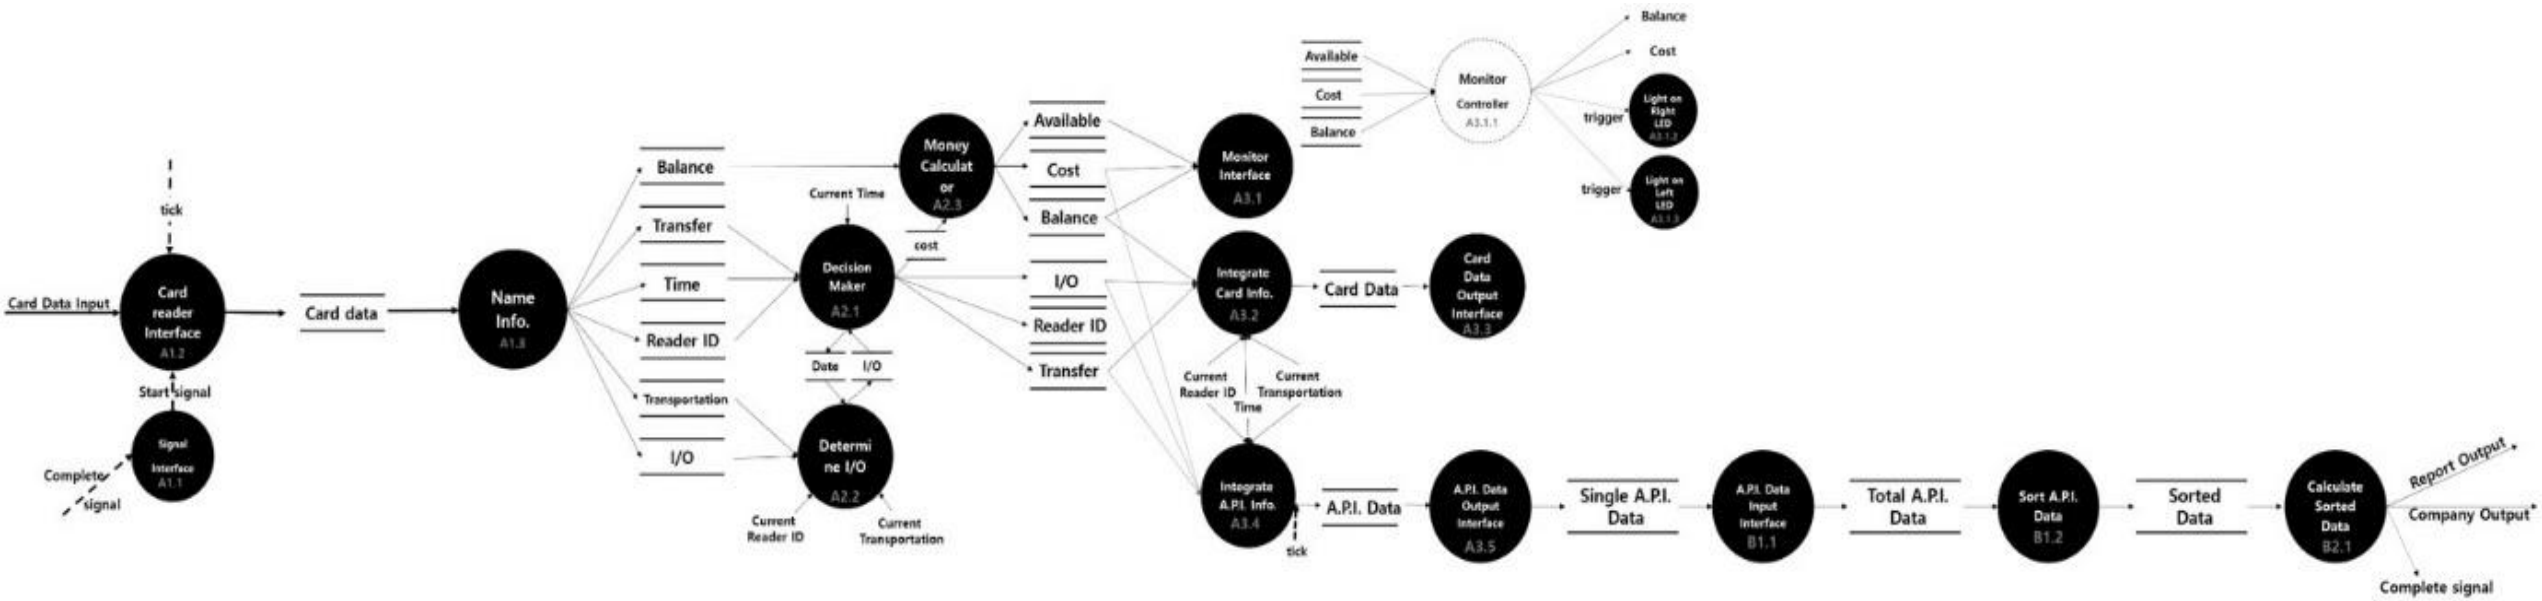 Card Data Input
tick
Card
reader
Interface
A1.2
Start signal
Signal
Interface
A1.1
Complete
signal
Card data
Name
Info.
A1.3
Balance
Transfer
Time
Reader ID
Transportation
I/O
Current Time
Decision
Maker
A2.1
Date
I/O
Determi
ne I/O
A2.2
Current
Reader ID
Current
Transportation
cost
Money
Calculat
or
A2.3
Available
Cost
Balance
I/O
Reader ID
Transfer
Monitor
Interface
A3.1
Integrate
Card Info.
A3.2
Current
Reader ID
Time
Current
Transportation
Integrate
A.P.I. Info.
A3.4
tick
Available
Cost
Balance
Monitor
Controller
A3.1.1
Balance
Cost
trigger
Light on
Right
LED
A3.1.2
trigger
Light on
Left
LED
A3.1.3
Card Data
Card
Data
Output
Interface
A3.3
A.P.I. Data
A.P.I. Data
Output
Interface
A3.5
Single A.P.I.
Data
A.P.I. Data
Input
Interface
B1.1
Total A.P.I.
Data
Sort A.P.I.
Data
B1.2
Sorted
Data
Calculate
Sorted
Data
B2.1
Report Output
Company Output
Complete signal